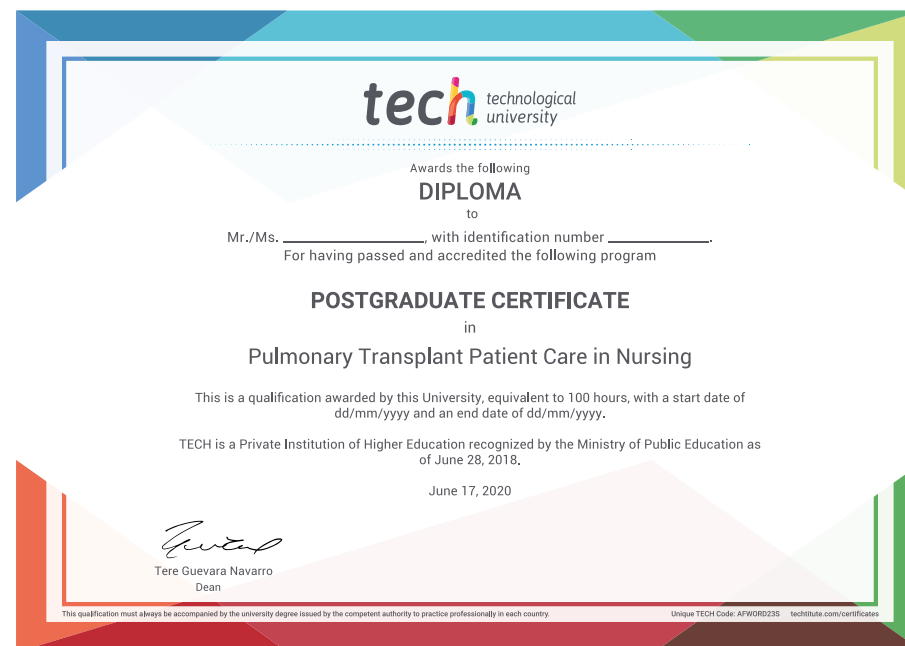 tech technological
university
Awards the following
DIPLOMA
to
Mr./Ms. ____________________, with identification number ______________.
For having passed and accredited the following program
POSTGRADUATE CERTIFICATE
in
Pulmonary Transplant Patient Care in Nursing
This is a qualification awarded by this University, equivalent to 100 hours, with a start date of
dd/mm/yyyy and an end date of dd/mm/yyyy.
TECH is a Private Institution of Higher Education recognized by the Ministry of Public Education as
of June 28, 2018.
June 17, 2020
Tere Guevara Navarro
Dean
This qualification must always be accompanied by the university degree issued by the competent authority to practice professionally in each country.
Unique TECH Code: AFWORD23S techtitute.com/certificates